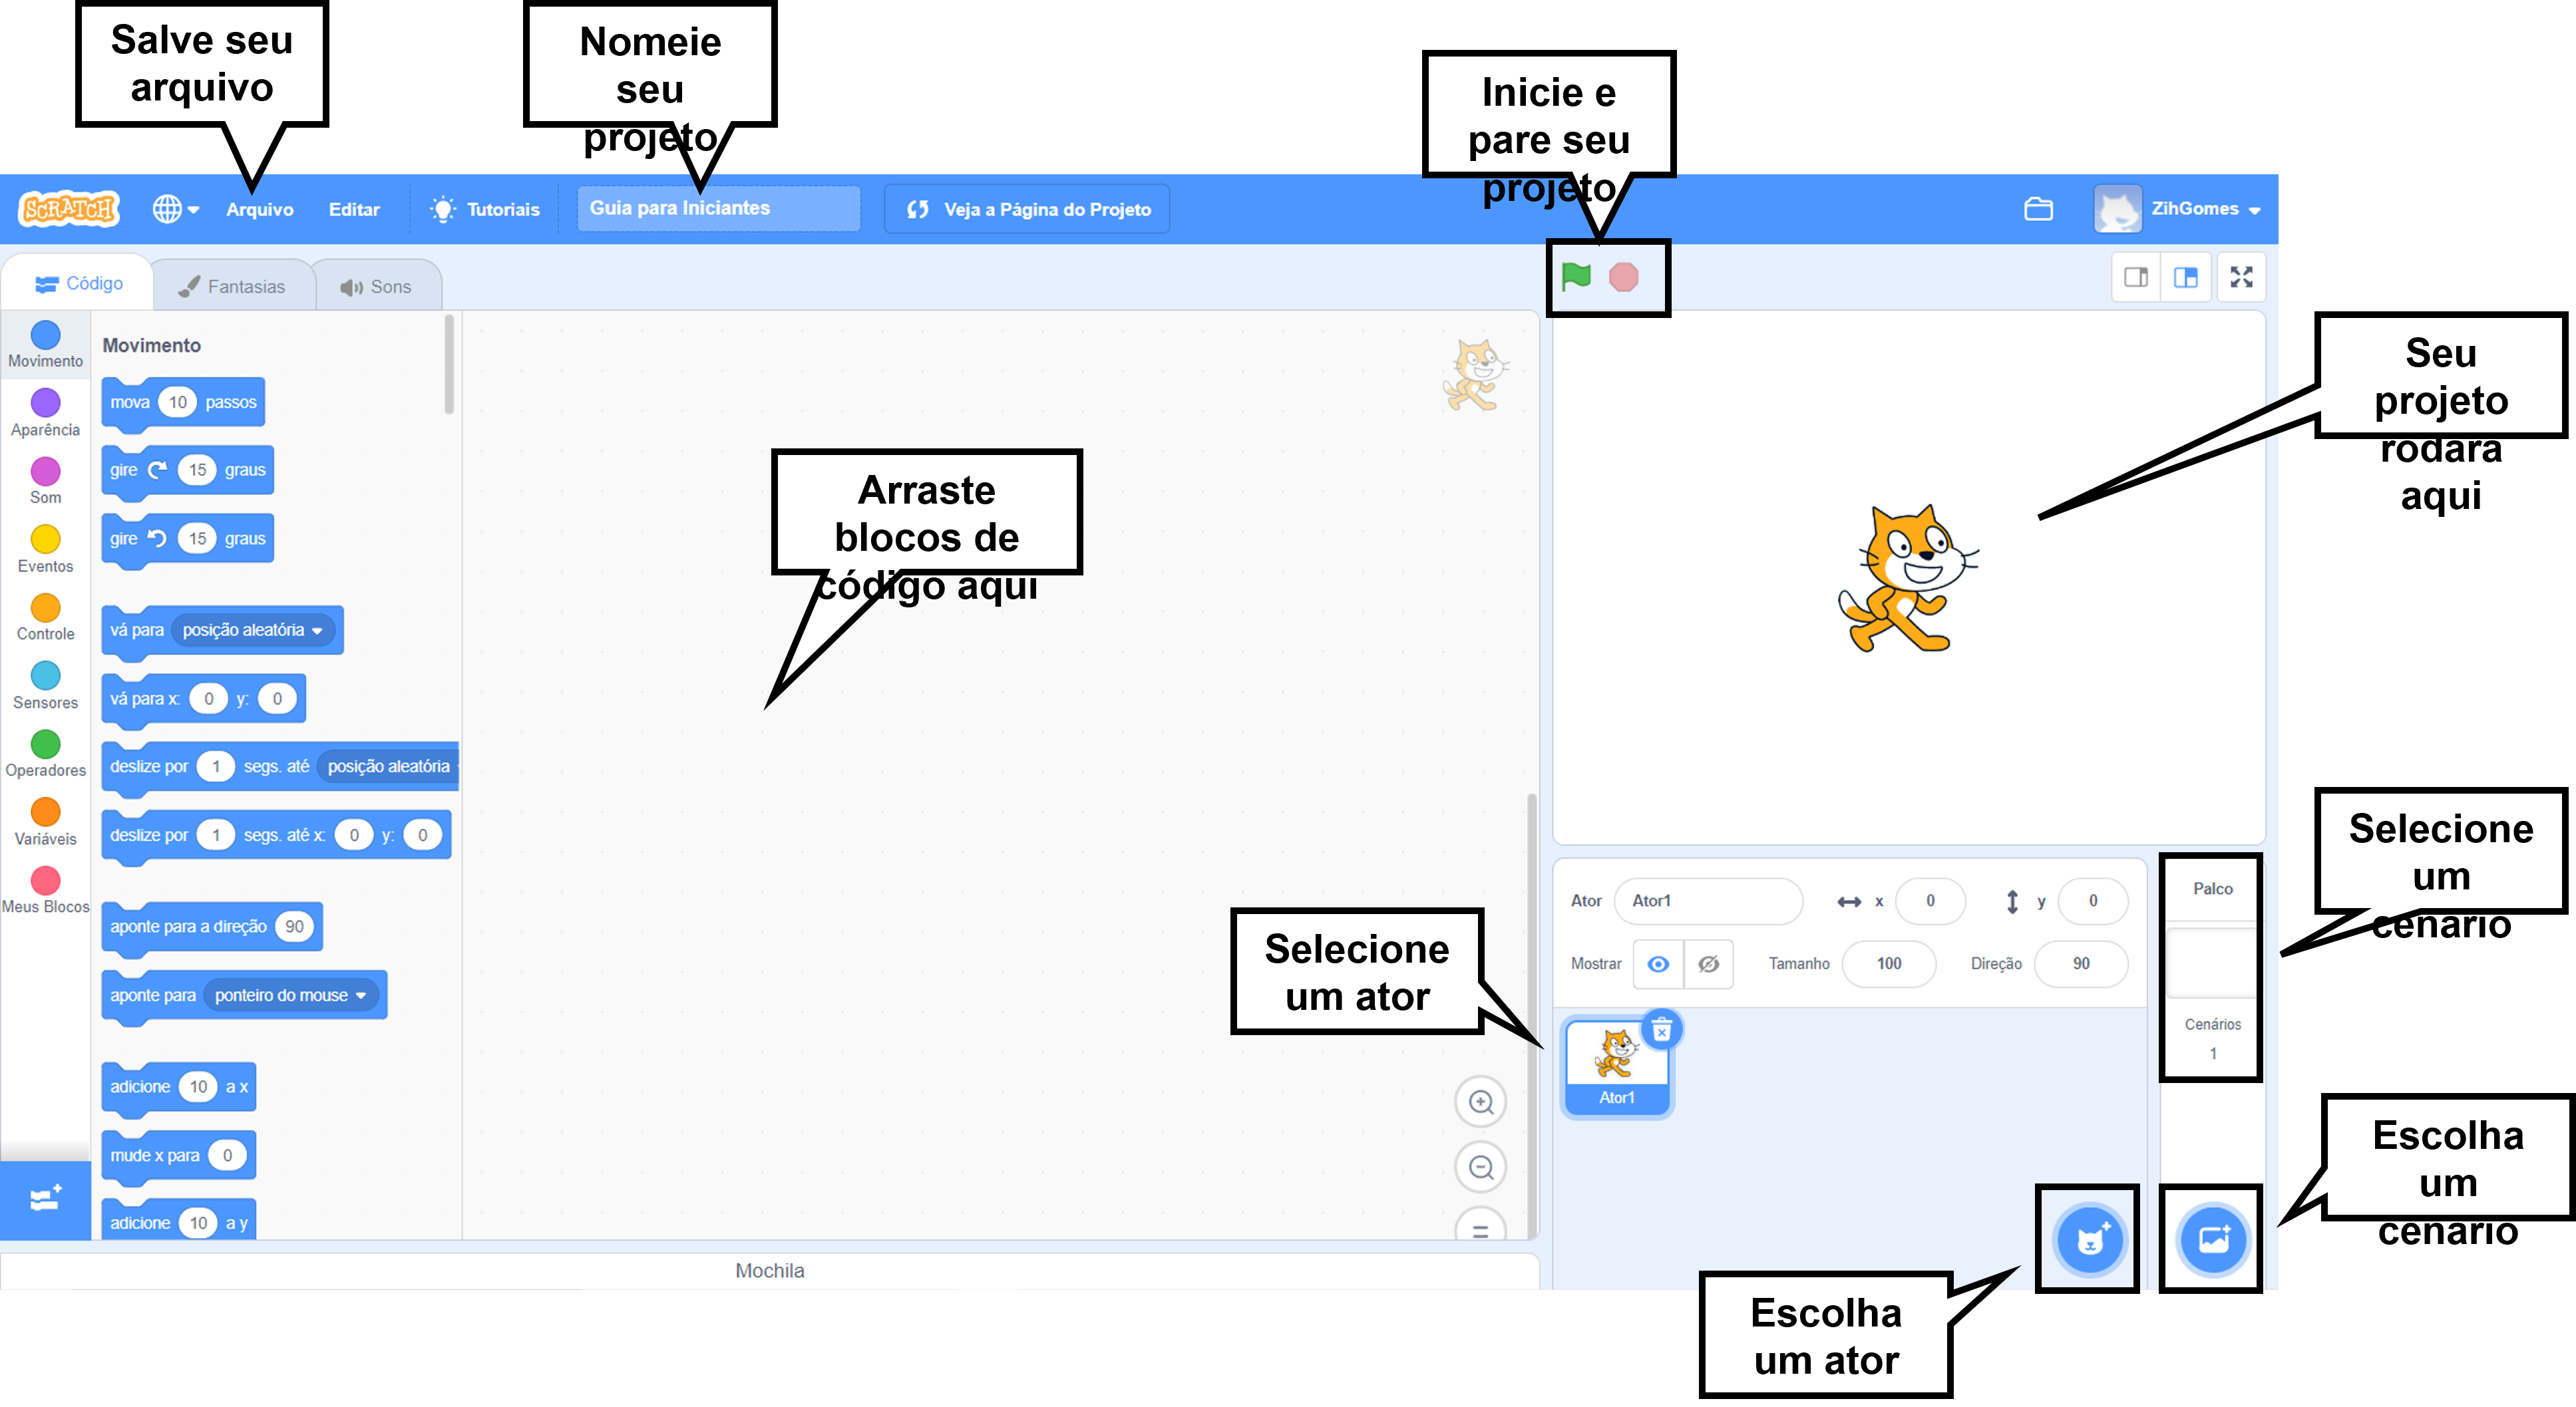 Salve seu
arquivo
Nomeie
seu
projeto
Inicie e
pare seu
projeto
SCRATCH
Arquivo
Editar
Tutoriais
Guia para Iniciantes
Veja a Página do Projeto
ZihGomes
Código
Fantasias
Sons
Movimento
Aparência
Som
Eventos
Controle
Sensores
Operadores
Variáveis
Meus Blocos
Movimento
mova 10 passos
gire 15 graus
gire 15 graus
vá para posição aleatória
vá para x: 0 y: 0
deslize por 1 segs. até posição aleatória
deslize por 1 segs. até x: 0 y: 0
aponte para a direção 90
aponte para ponteiro do mouse
adicione 10 a x
mude x para 0
adicione 10 a y
Arraste
blocos de
código aqui
Seu
projeto
rodará
aqui
Selecione
um ator
Ator Ator1 x 0 y 0
Mostrar Tamanho 100 Direção 90
Ator1
Palco
Cenários
1
Selecione
um
cenário
Escolha
um
cenário
Escolha
um ator
Mochila